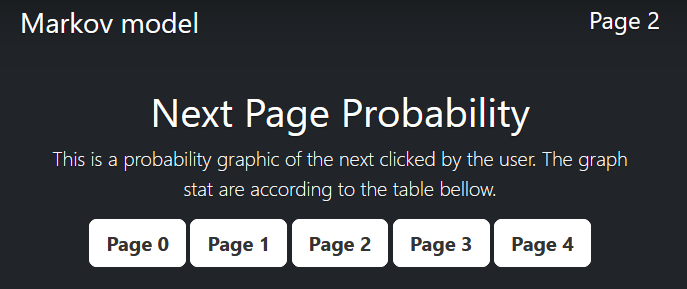 Markov model
Page 2
Next Page Probability
This is a probability graphic of the next clicked by the user. The graph
stat are according to the table bellow.
Page 0
Page 1
Page 2
Page 3
Page 4